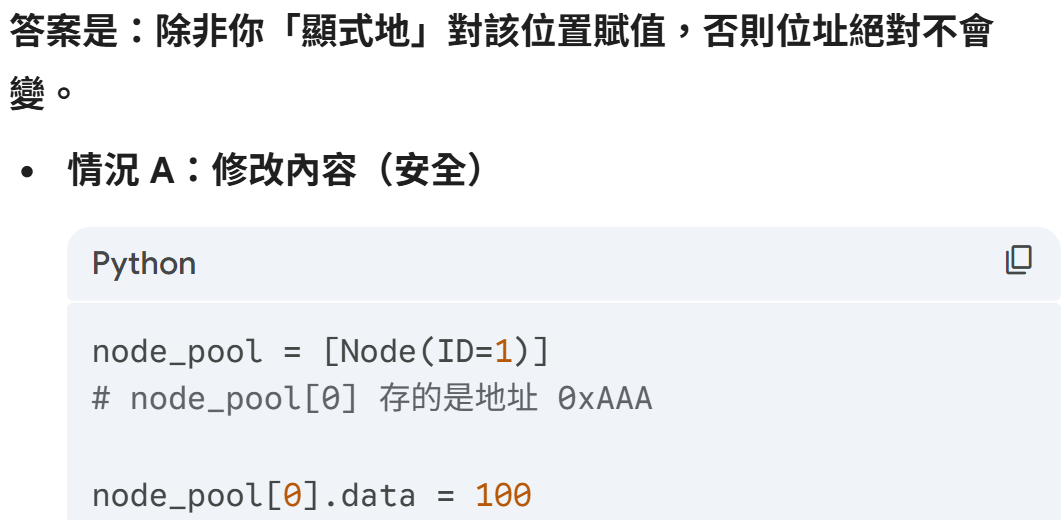 答案是：除非你「顯式地」對該位置賦值，否則位址絕對不會
變。
• 情況 A：修改內容（安全）
Python
node_pool = [Node(ID=1)]
# node_pool[0] 存的是地址 0xAAA
node_pool[0].data = 100